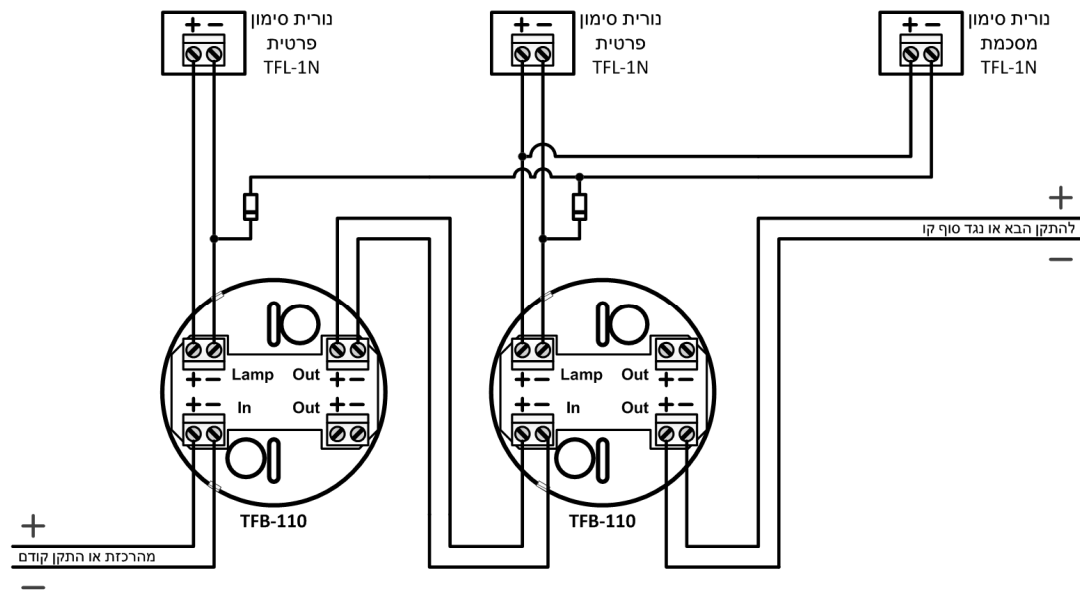 + − נורית סימון
פרטית
TFL-1N
+ − נורית סימון
פרטית
TFL-1N
+ − נורית סימון
מסכמת
TFL-1N
+
להתקן הבא או נגד סוף קו
−
Lamp Out
+ − + −
+ − + −
In Out
TFB-110
Lamp Out
+ − + −
+ − + −
In Out
TFB-110
+
מהרכזת או התקן קודם
−